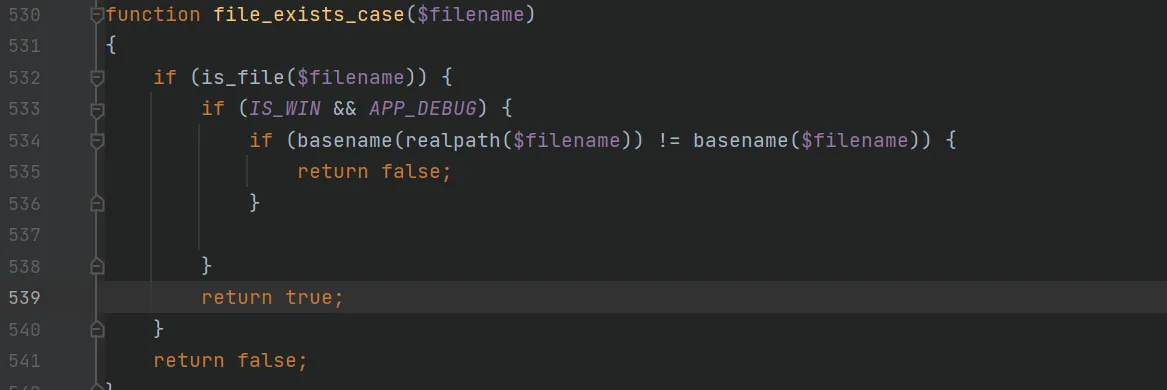 530 function file_exists_case($filename)
531 {
532 if (is_file($filename)) {
533 if (IS_WIN && APP_DEBUG) {
534 if (basename(realpath($filename)) != basename($filename)) {
535 return false;
536 }
537
538 }
539 return true;
540 }
541 return false;